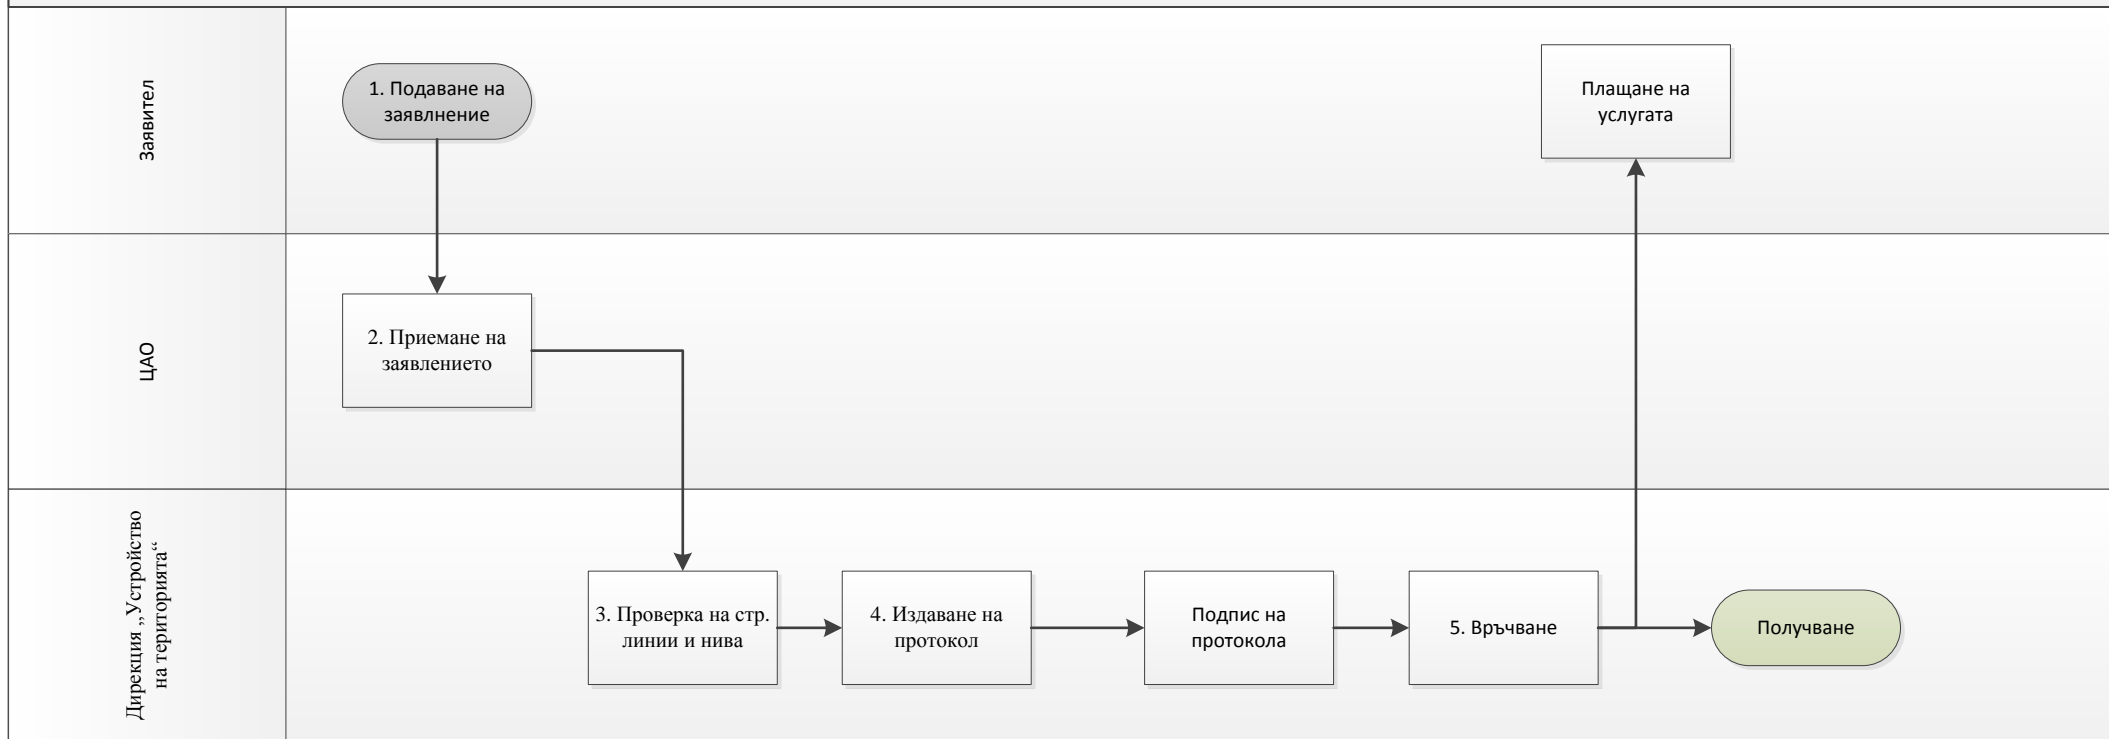 Заявител
1. Подаване на
заявлнение
Плащане на
услугата
ЦАО
2. Приемане на
заявлението
Дирекция „Устройство
на територията“
3. Проверка на стр.
линии и нива
4. Издаване на
протокол
Подпис на
протокола
5. Връчване
Получване